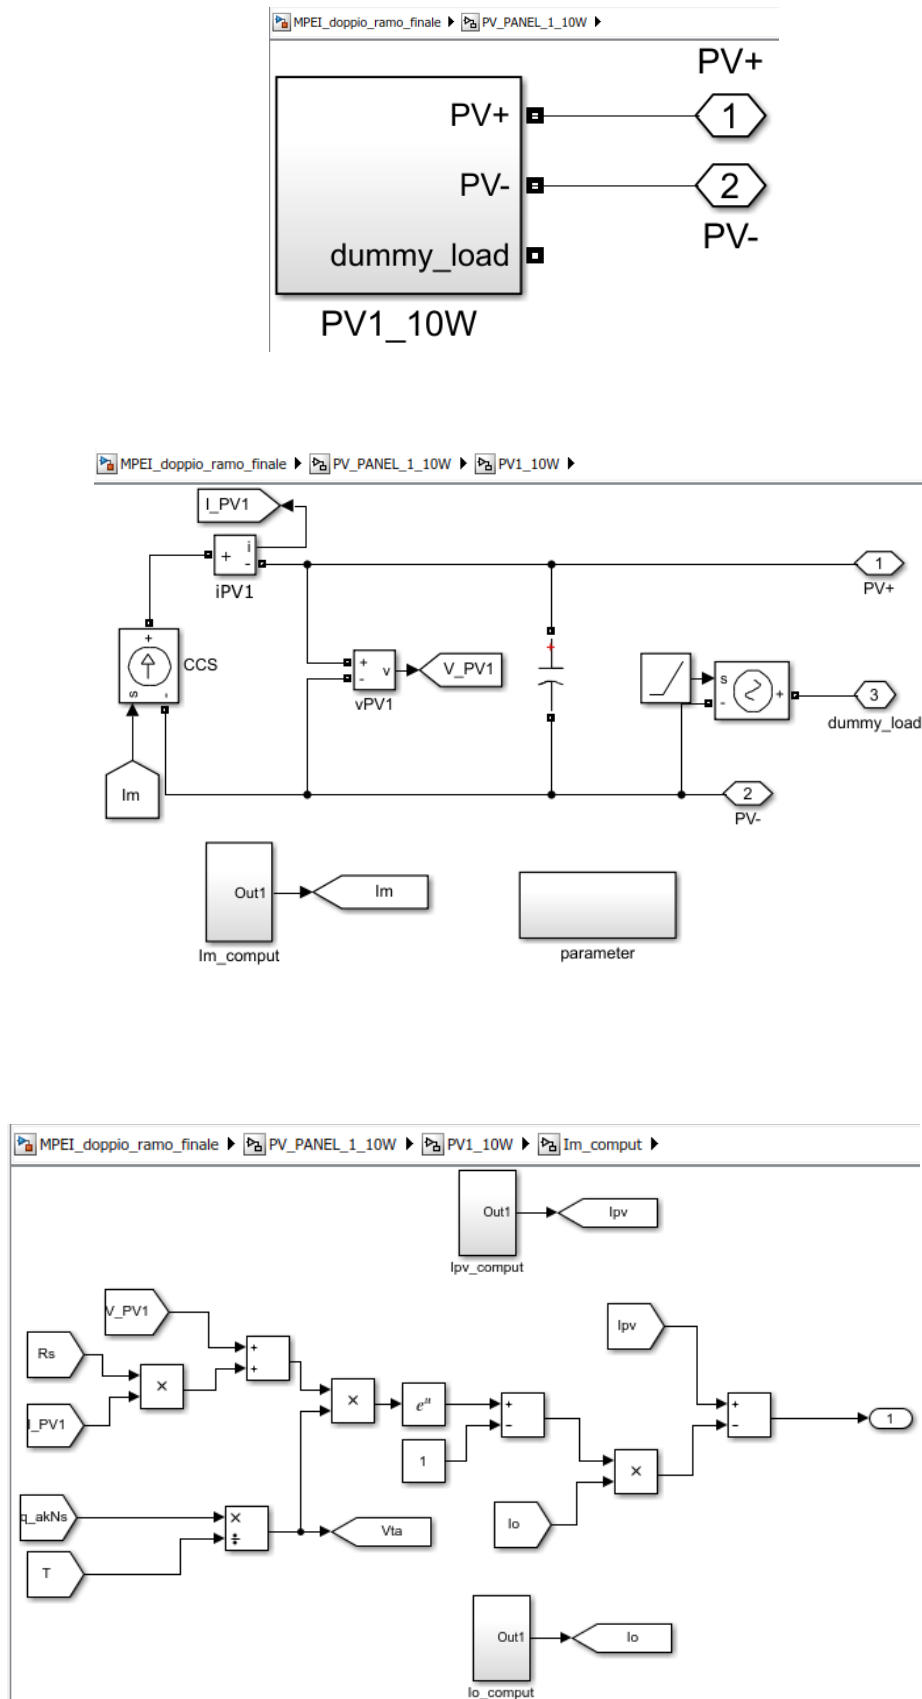 MPEI_doppio_ramo_finale PV_PANEL_1_10W
PV+
PV+ 1
PV- 2
PV-
dummy_load
PV1_10W
MPEI_doppio_ramo_finale PV_PANEL_1_10W PV1_10W
I_PV1
+ i
-
iPV1
1
PV+
+
CCS
s -
+ v
-
V_PV1
vPV1
+
s
- +
3
dummy_load
Im
2
PV-
Out1 Im
Im_comput
parameter
MPEI_doppio_ramo_finale PV_PANEL_1_10W PV1_10W Im_comput
Out1 Ipv
Ipv_comput
V_PV1
Ipv
Rs
+
+
×
×
e^u
+
−
+
−
1
I_PV1
1
×
q_akNs
×
÷
Vta
Io
T
Out1 Io
Io_comput